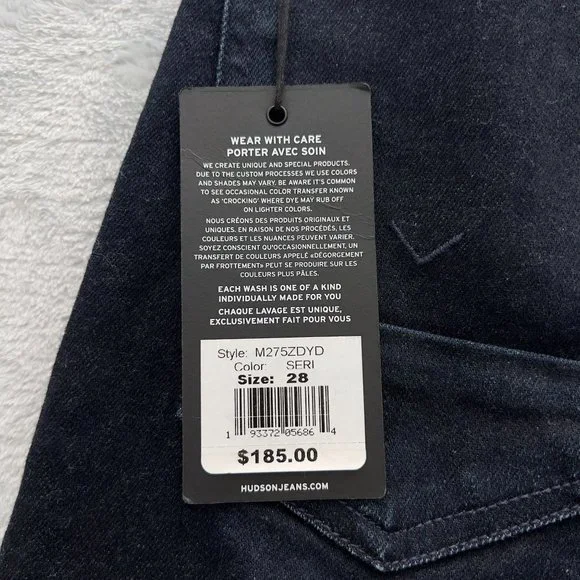 WEAR WITH CARE
PORTER AVEC SOIN
WE CREATE UNIQUE AND SPECIAL PRODUCTS.
DUE TO THE CUSTOM PROCESSES WE USE COLORS
AND SHADES MAY VARY. BE AWARE IT'S COMMON
TO SEE OCCASIONAL COLOR TRANSFER KNOWN
AS 'CROCKING' WHERE DYE MAY RUB OFF
ON LIGHTER COLORS.
NOUS CRÉONS DES PRODUITS ORIGINAUX ET
UNIQUES. EN RAISON DE NOS PROCÉDÉS, LES
COULEURS ET LES NUANCES PEUVENT VARIER.
SOYEZ CONSCIENT QU'OCCASIONNELLEMENT, UN
TRANSFERT DE COULEURS APPELÉ «DÉGORGEMENT
PAR FROTTEMENT» PEUT SE PRODUIRE SUR LES
COULEURS PLUS PÂLES.
EACH WASH IS ONE OF A KIND
INDIVIDUALLY MADE FOR YOU
CHAQUE LAVAGE EST UNIQUE,
EXCLUSIVEMENT FAIT POUR VOUS
Style: M275ZDYD
Color: SERI
Size: 28
1 93372 05686 4
$185.00
HUDSONJEANS.COM